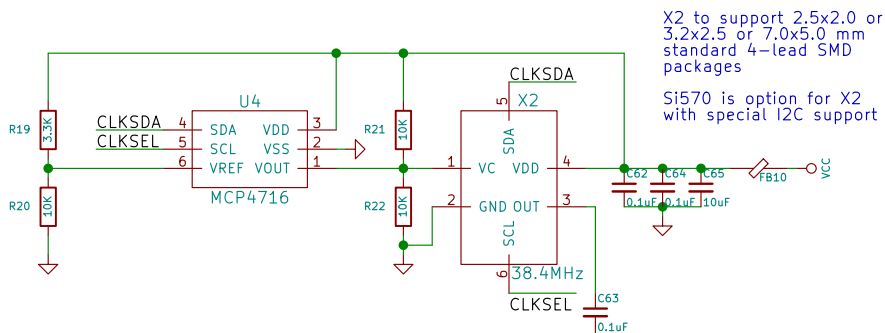 X2 to support 2.5x2.0 or
3.2x2.5 or 7.0x5.0 mm
standard 4-lead SMD
packages
Si570 is option for X2
with special I2C support
CLKSDA
U4
X2
5
R19
3.3K
CLKSDA
4
SDA
VDD
3
R21
10K
SDA
CLKSEL
5
SCL
VSS
2
6
VREF
VOUT
1
1
VC
VDD
4
MCP4716
C62
C64
C65
FB10
VCC
R20
10K
R22
10K
2
GND
OUT
3
0.1uF
0.1uF
10uF
SCL
6
38.4MHz
CLKSEL
C63
0.1uF